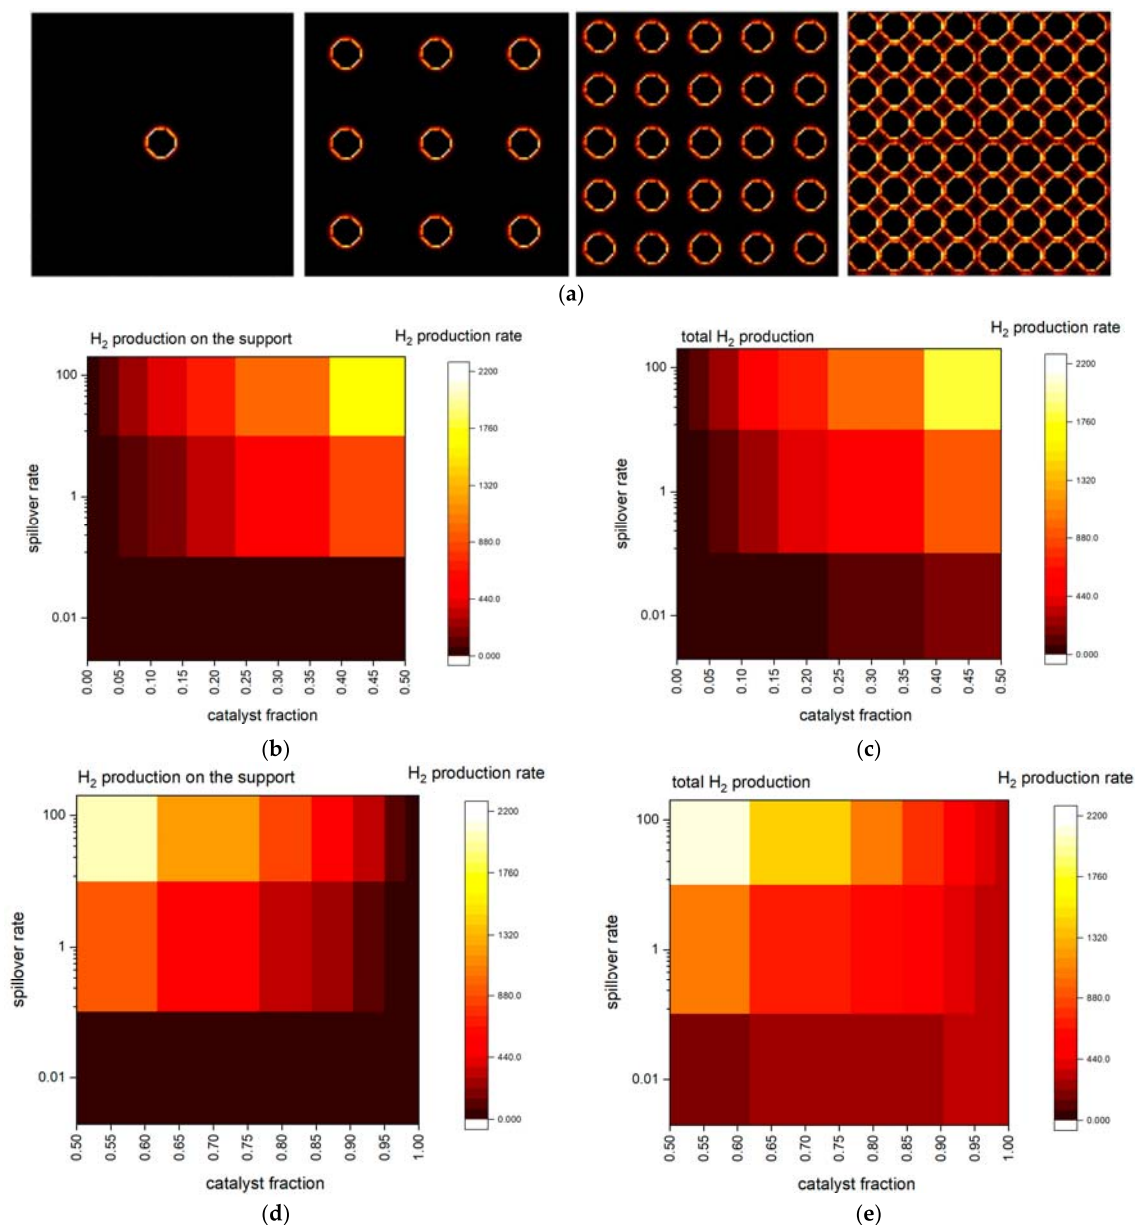 (a)
H2 production on the support
H2 production rate
100
1
0.01
spillover rate
0.00 0.05 0.10 0.15 0.20 0.25 0.30 0.35 0.40 0.45 0.50
catalyst fraction
2200
1760
1320
880.0
440.0
0.000
(b)
total H2 production
H2 production rate
100
1
0.01
spillover rate
0.00 0.05 0.10 0.15 0.20 0.25 0.30 0.35 0.40 0.45 0.50
catalyst fraction
2200
1760
1320
880.0
440.0
0.000
(c)
H2 production on the support
H2 production rate
100
1
0.01
spillover rate
0.50 0.55 0.60 0.65 0.70 0.75 0.80 0.85 0.90 0.95 1.00
catalyst fraction
2200
1760
1320
880.0
440.0
0.000
(d)
total H2 production
H2 production rate
100
1
0.01
spillover rate
0.50 0.55 0.60 0.65 0.70 0.75 0.80 0.85 0.90 0.95 1.00
catalyst fraction
2200
1760
1320
880.0
440.0
0.000
(e)